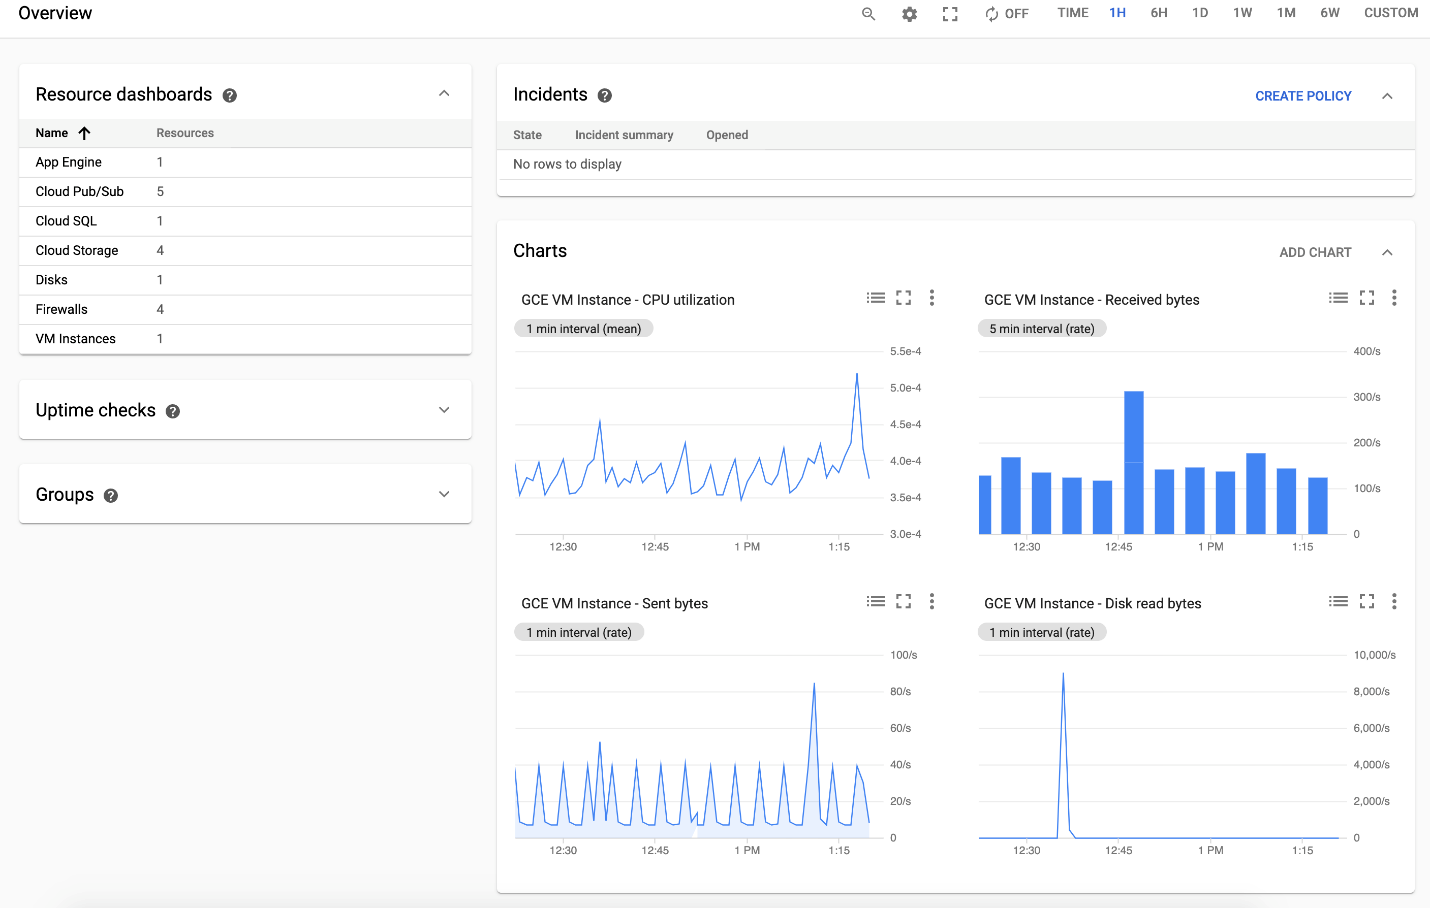 Overview
OFF TIME 1H 6H 1D 1W 1M 6W CUSTOM
Resource dashboards ?
Name Resources
App Engine 1
Cloud Pub/Sub 5
Cloud SQL 1
Cloud Storage 4
Disks 1
Firewalls 4
VM Instances 1
Uptime checks ?
Groups ?
Incidents ? CREATE POLICY
State Incident summary Opened
No rows to display
Charts ADD CHART
GCE VM Instance - CPU utilization
1 min interval (mean)
5.5e-4
5.0e-4
4.5e-4
4.0e-4
3.5e-4
3.0e-4
12:30 12:45 1 PM 1:15
GCE VM Instance - Received bytes
5 min interval (rate)
400/s
300/s
200/s
100/s
0
12:30 12:45 1 PM 1:15
GCE VM Instance - Sent bytes
1 min interval (rate)
100/s
80/s
60/s
40/s
20/s
0
12:30 12:45 1 PM 1:15
GCE VM Instance - Disk read bytes
1 min interval (rate)
10,000/s
8,000/s
6,000/s
4,000/s
2,000/s
0
12:30 12:45 1 PM 1:15